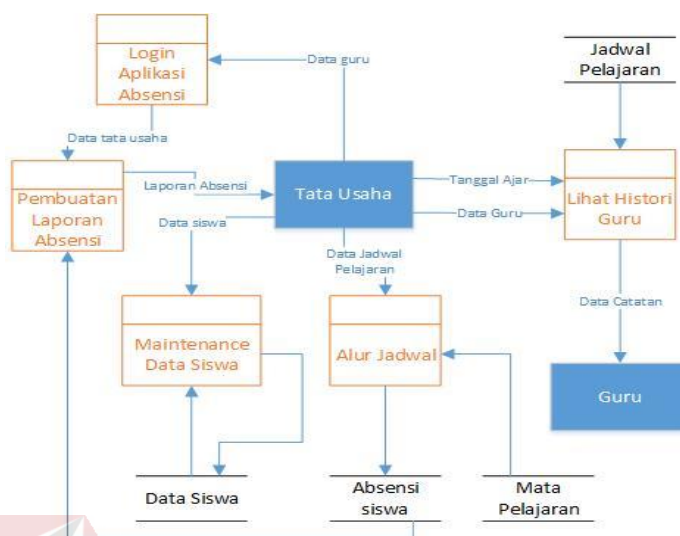 Login
Aplikasi
Absensi
Data guru
Jadwal
Pelajaran
Data tata usaha
Pembuatan
Laporan
Absensi
Laporan Absensi
Tata Usaha
Tanggal Ajar
Data Guru
Lihat Histori
Guru
Data siswa
Data Jadwal
Pelajaran
Data Catatan
Maintenance
Data Siswa
Alur Jadwal
Guru
Data Siswa
Absensi
siswa
Mata
Pelajaran